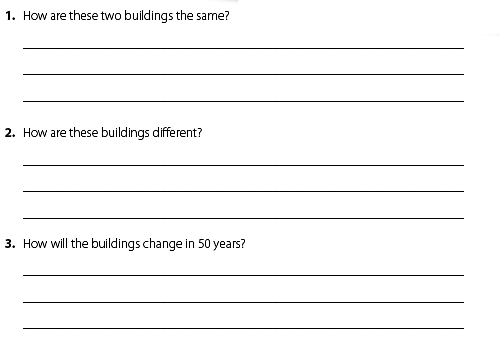 1. How are these two buildings the same?
2. How are these buildings different?
3. How will the buildings change in 50 years?